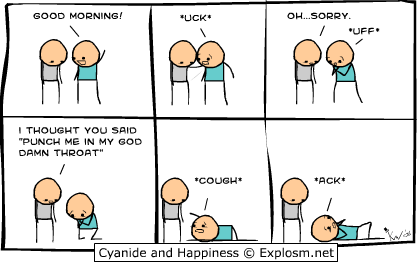 GOOD MORNING!
*UCK*
OH...SORRY.
*UFF*
I THOUGHT YOU SAID
"PUNCH ME IN MY GOD
DAMN THROAT"
*COUGH*
*ACK*
Cyanide and Happiness © Explosm.net